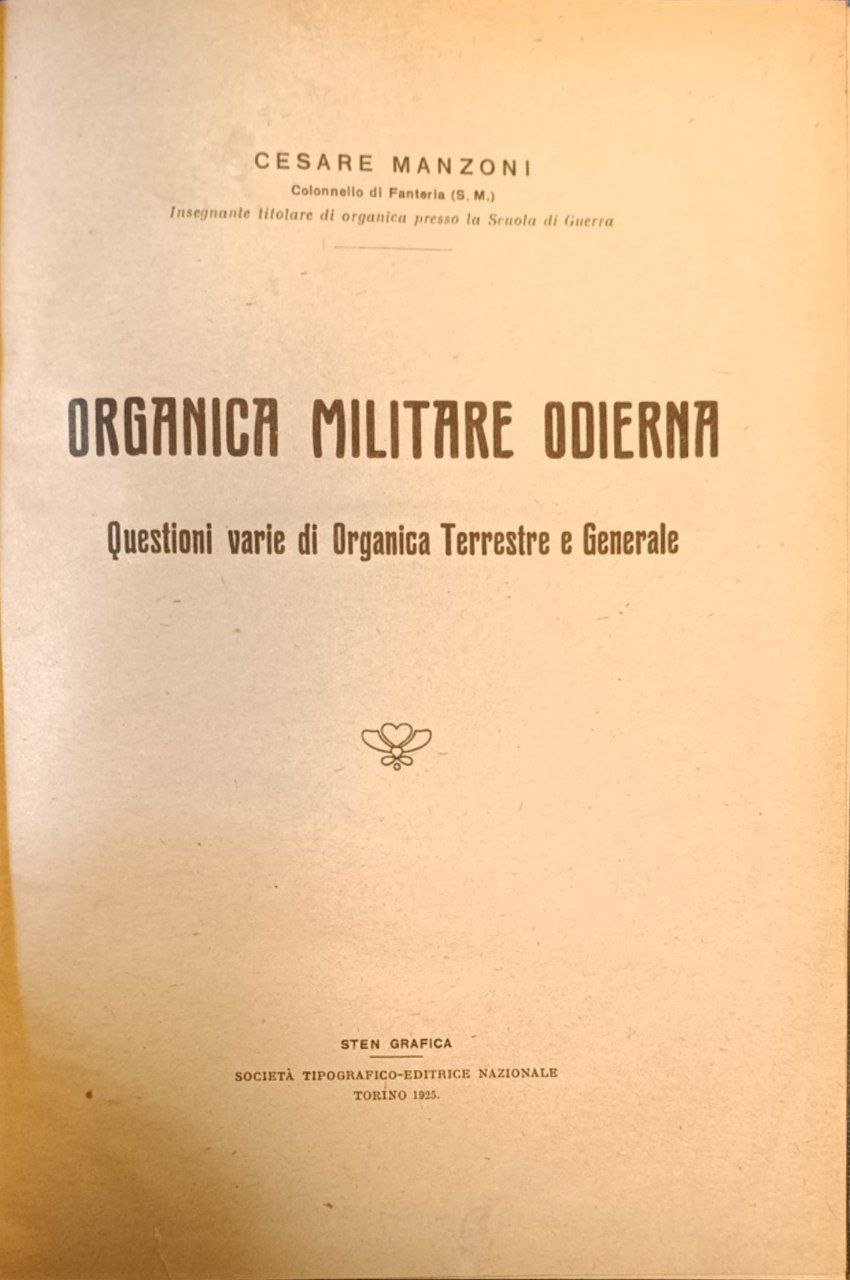 CESARE MANZONI
Colonnello di Fanteria (S. M.)
Insegnante titolare di organica presso la Scuola di Guerra
ORGANICA MILITARE ODIERNA
Questioni varie di Organica Terrestre e Generale
STEN GRAFICA
SOCIETÀ TIPOGRAFICO-EDITRICE NAZIONALE
TORINO 1925.